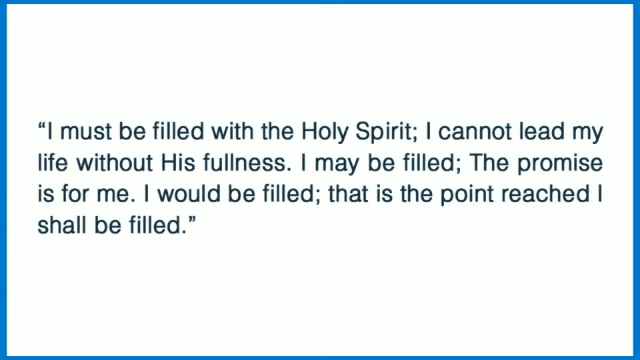 “I must be filled with the Holy Spirit; I cannot lead my
life without His fullness. I may be filled; The promise
is for me. I would be filled; that is the point reached I
shall be filled.”